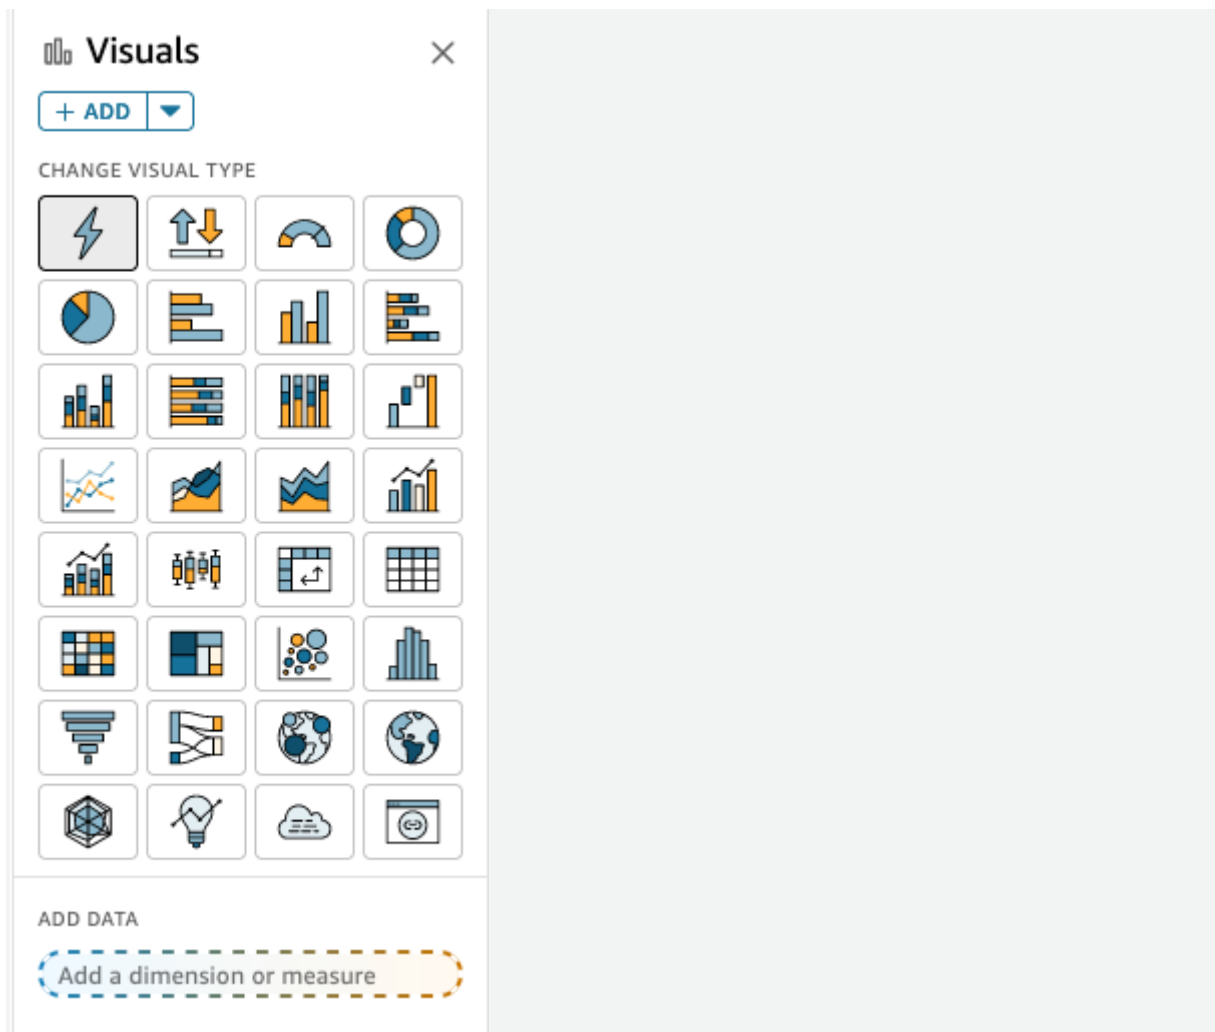 Visuals
+ ADD
CHANGE VISUAL TYPE
ADD DATA
Add a dimension or measure